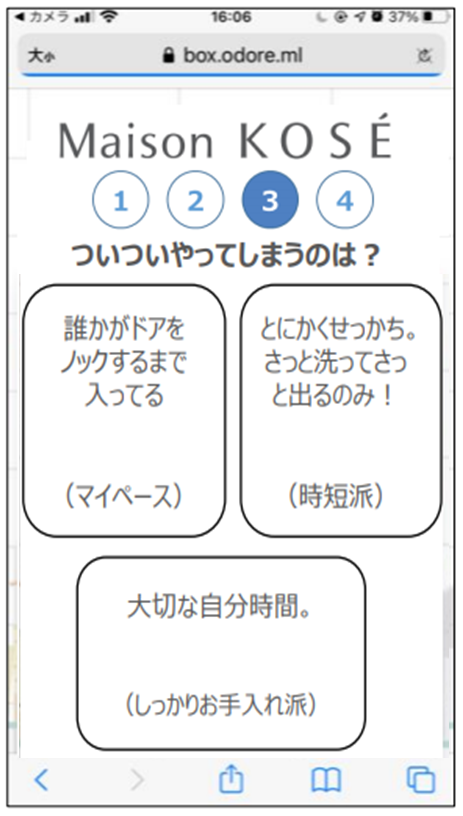 カメラ 16:06 37%
大小 box.odore.ml
Maison KOSÉ
1 2 3 4
ついついやってしまうのは？
誰かがドアを
ノックするまで
入ってる
（マイペース）
とにかくせっかち。
さっと洗ってさっ
と出るのみ！
（時短派）
大切な自分時間。
（しっかりお手入れ派）